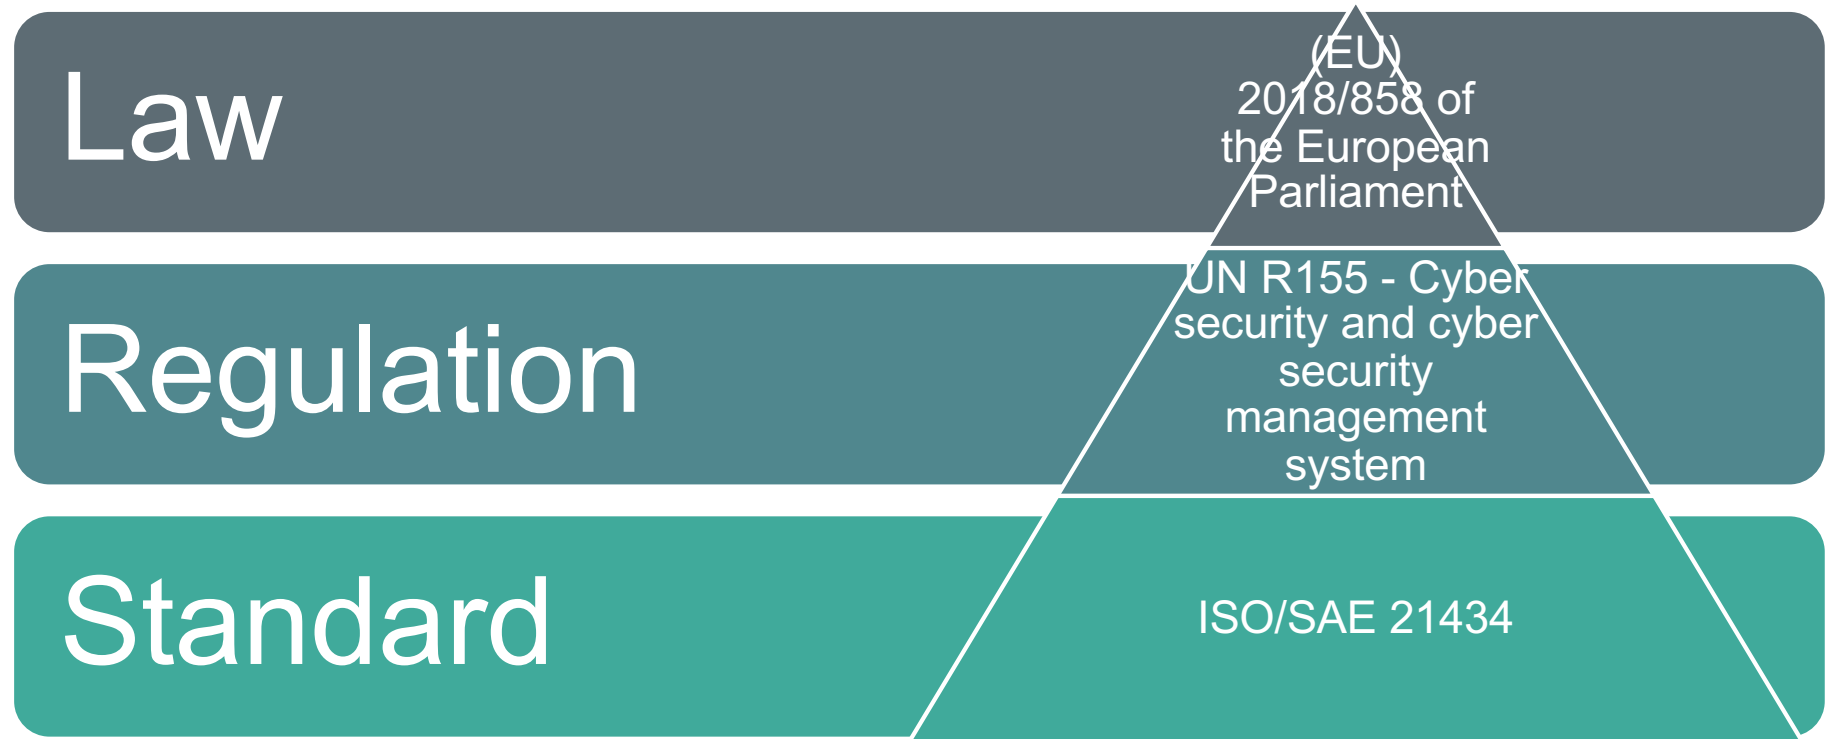 Law
(EU)
2018/858 of
the European
Parliament
Regulation
UN R155 - Cyber
security and cyber
security
management
system
Standard
ISO/SAE 21434